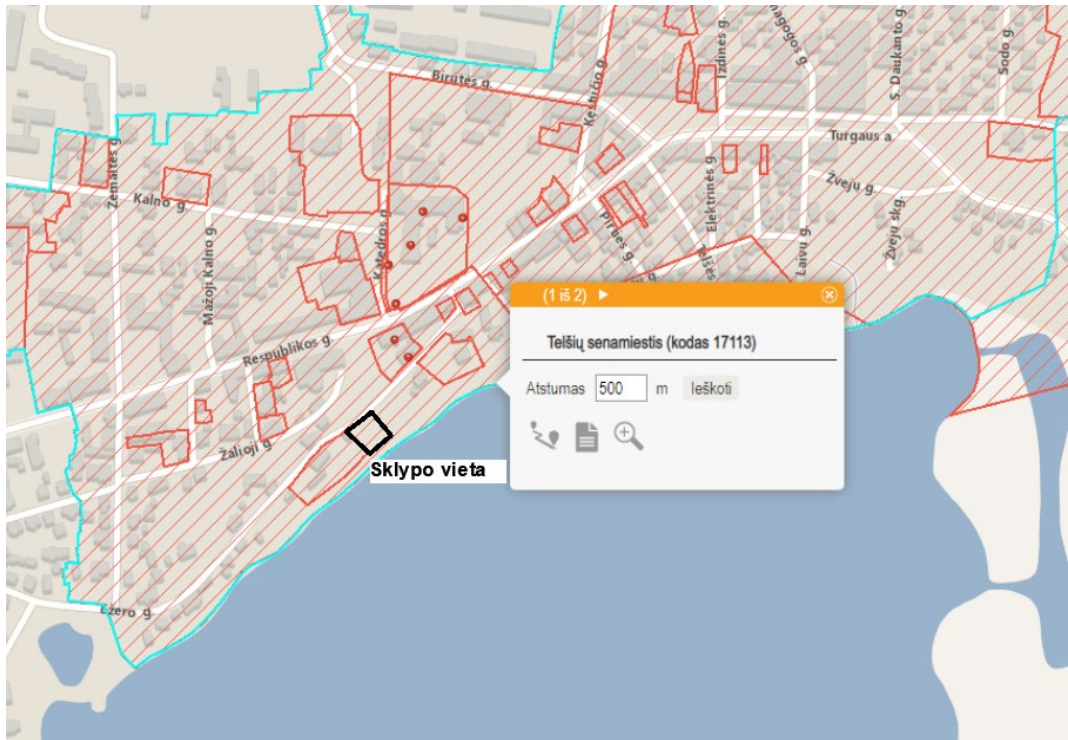 Birutės g.
Kęstučio g.
Izdinės g.
S. Daukanto g.
Sodo g.
Turgaus a.
Žemaitės g.
Kalno g.
Mažoji Kalno g.
Katedros g.
Respublikos g.
Elektrinės g.
Žvejų g.
Žvejų skg.
Laivų g.
Žalioji g.
Ežero g.
Sklypo vieta
(1 iš 2)
Telšių senamiestis (kodas 17113)
Atstumas 500 m Ieškoti